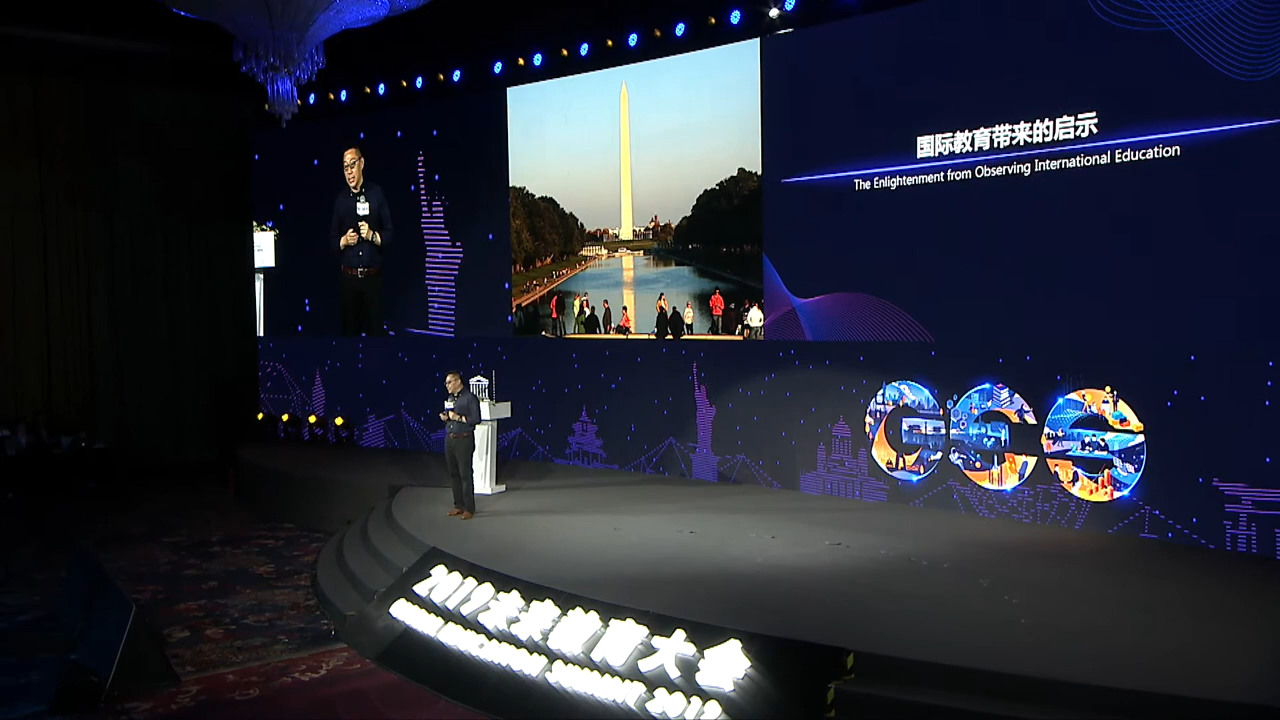 国际教育带来的启示
The Enlightenment from Observing International Education
GES
2019未来教育大会